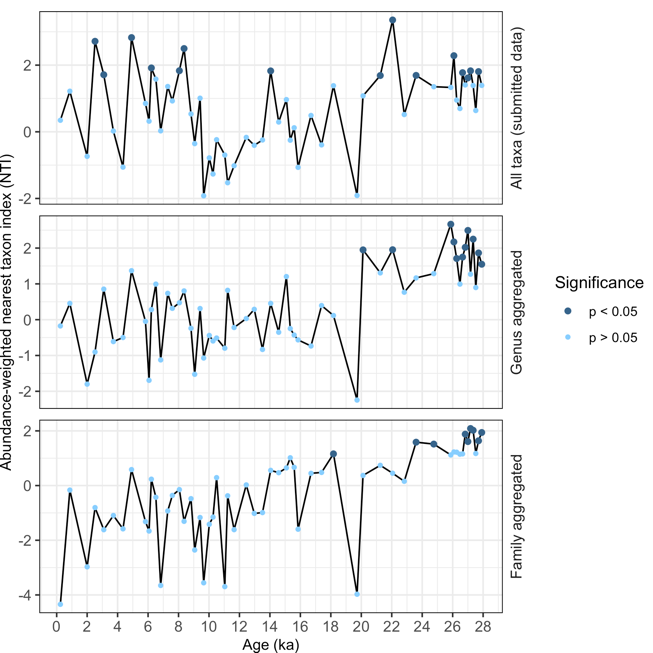 Abundance-weighted nearest taxon index (NTI)
2
0
-2
All taxa (submitted data)
2
1
0
-1
-2
Genus aggregated
2
0
-2
-4
Family aggregated
0 2 4 6 8 10 12 14 16 18 20 22 24 26 28
Age (ka)
Significance
p < 0.05
p > 0.05